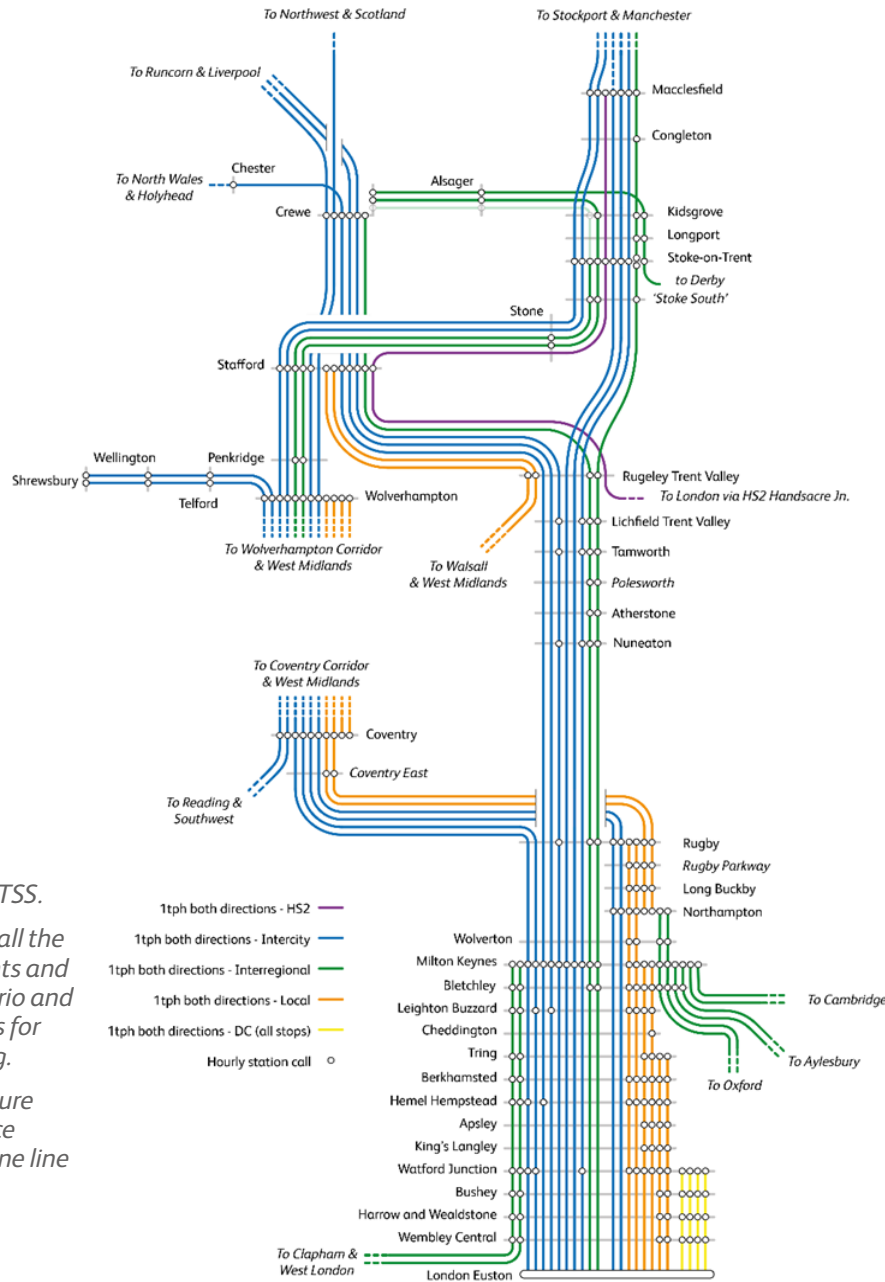 To Northwest & Scotland
To Stockport & Manchester
To Runcorn & Liverpool
Macclesfield
Congleton
To North Wales
& Holyhead
Chester
Alsager
Crewe
Kidsgrove
Longport
Stoke-on-Trent
to Derby
'Stoke South'
Stone
Stafford
Wellington
Penkridge
Shrewsbury
Telford
Wolverhampton
Rugeley Trent Valley
To London via HS2 Handsacre Jn.
Lichfield Trent Valley
To Wolverhampton Corridor
& West Midlands
To Walsall
& West Midlands
Tamworth
Polesworth
Atherstone
Nuneaton
To Coventry Corridor
& West Midlands
Coventry
Coventry East
To Reading &
Southwest
Rugby
Rugby Parkway
Long Buckby
Northampton
TSS.
all the
ts and
rio and
s for
g.
ure
ce
ne line
1tph both directions - HS2
1tph both directions - Intercity
1tph both directions - Interregional
1tph both directions - Local
1tph both directions - DC (all stops)
Hourly station call
Wolverton
Milton Keynes
Bletchley
Leighton Buzzard
Cheddington
Tring
Berkhamsted
Hemel Hempstead
Apsley
King's Langley
Watford Junction
Bushey
Harrow and Wealdstone
Wembley Central
To Cambridge
To Aylesbury
To Oxford
To Clapham &
West London
London Euston